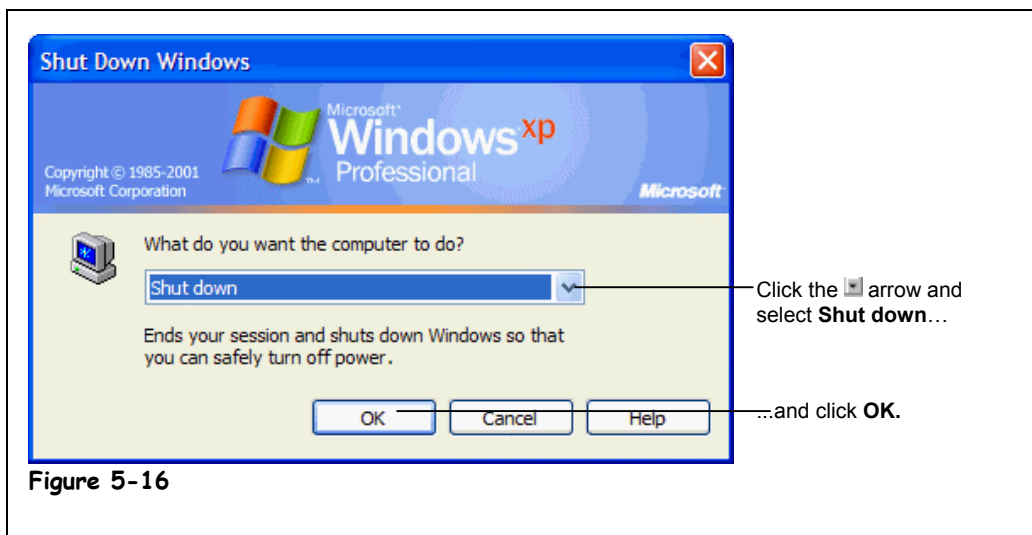 Shut Down Windows
Microsoft
Windows xp
Professional
Copyright © 1985-2001
Microsoft Corporation
Microsoft
What do you want the computer to do?
Shut down
Ends your session and shuts down Windows so that
you can safely turn off power.
OK
Cancel
Help
Click the arrow and
select Shut down…
...and click OK.
Figure 5-16